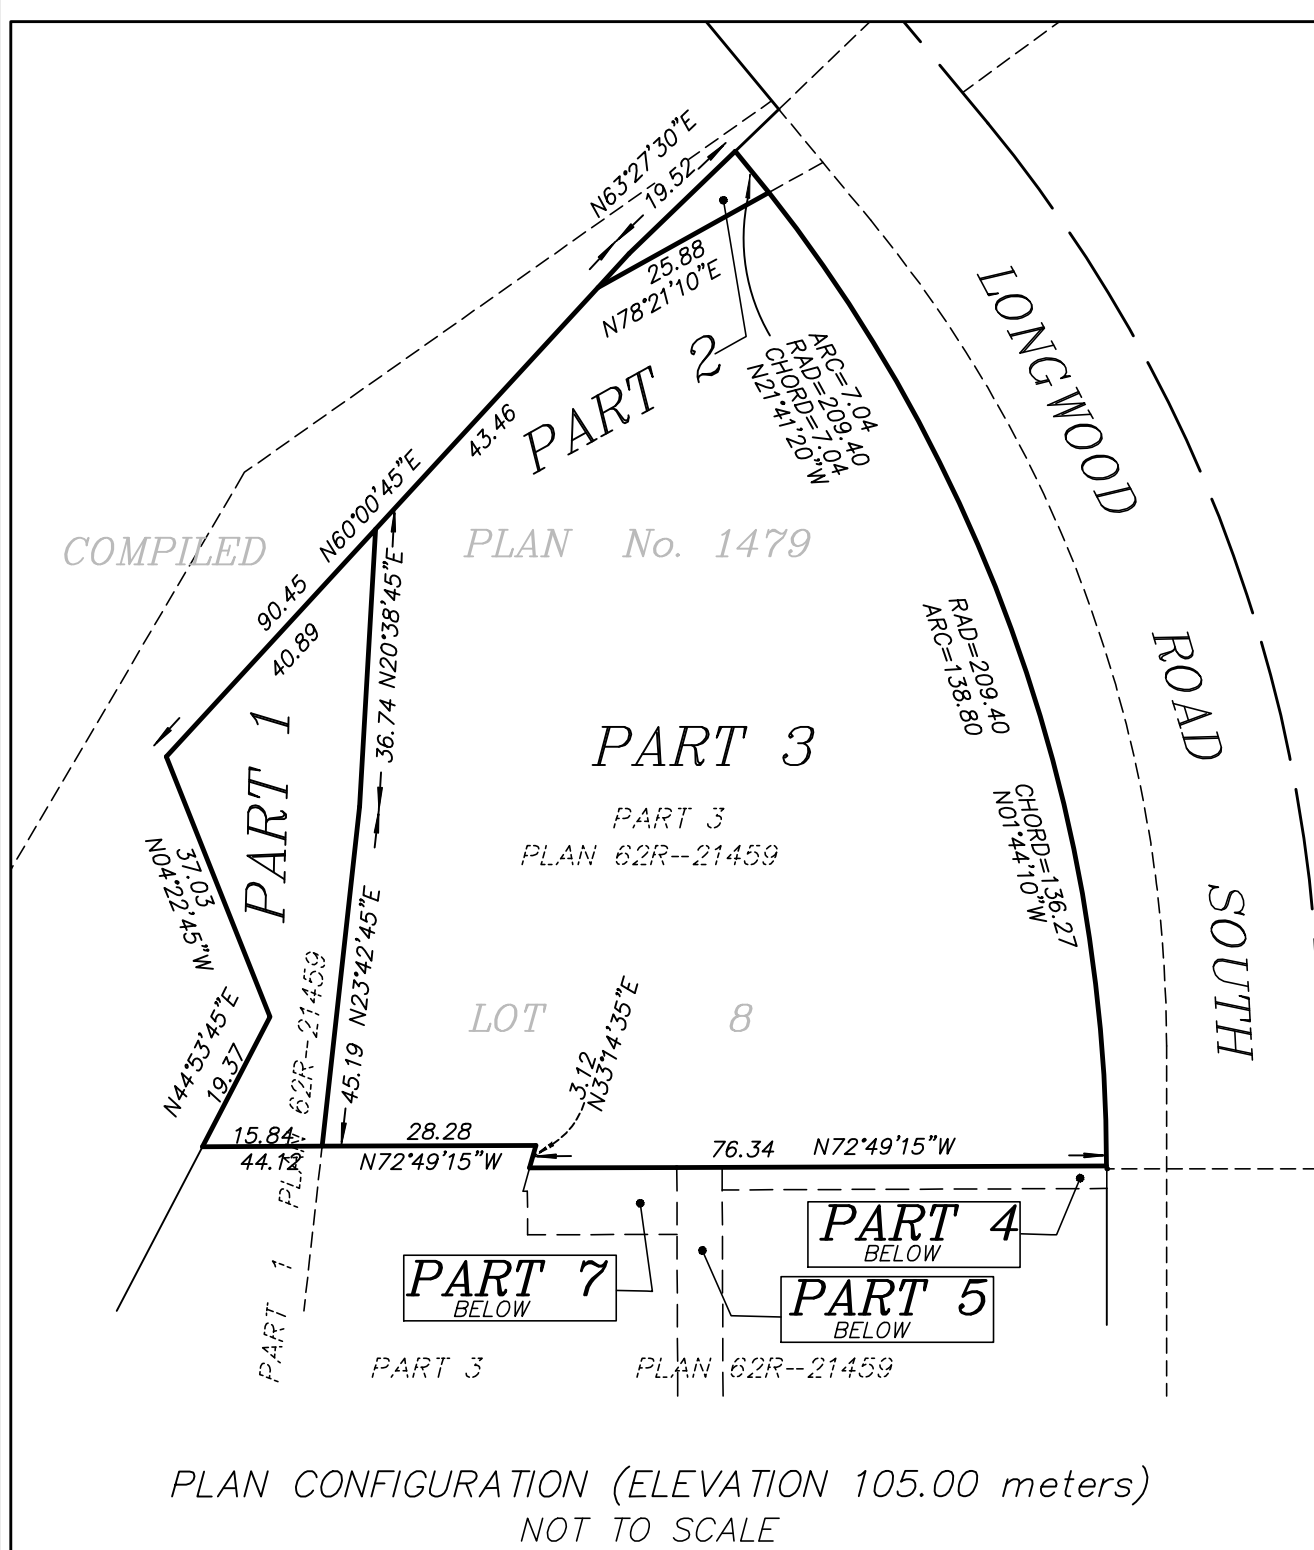 N63°27'30"E
19.52
25.88
N78°21'10"E
PART 2
ARC=7.04
RAD=209.40
CHORD=7.04
N21°41'20"W
LONGWOOD
ROAD
SOUTH
43.46
N60°00'45"E
COMPILED
PLAN No. 1479
90.45
40.89
36.74 N20°38'45"E
RAD=209.40
ARC=138.80
PART 1
PART 3
PART 3
PLAN 62R--21459
CHORD=136.27
N01°44'10"W
37.03
N04°22'45"W
45.19 N23°42'45"E
LOT 8
N44°53'45"E
19.37
3.12
N33°14'35"E
15.84
44.12
28.28
N72°49'15"W
76.34 N72°49'15"W
PART 1 PLAN 62R--21459
PART 4
BELOW
PART 7
BELOW
PART 5
BELOW
PART 3 PLAN 62R--21459
PLAN CONFIGURATION (ELEVATION 105.00 meters)
NOT TO SCALE